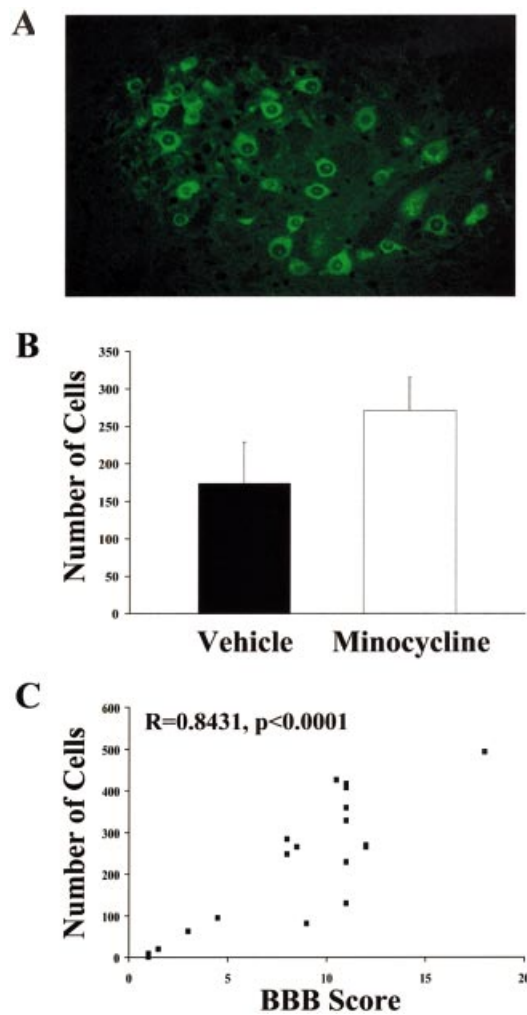 A
B
Number of Cells
350
300
250
200
150
100
50
0
Vehicle Minocycline
C
Number of Cells
R=0.8431, p<0.0001
600
500
400
300
200
100
0
0 5 10 15 20
BBB Score